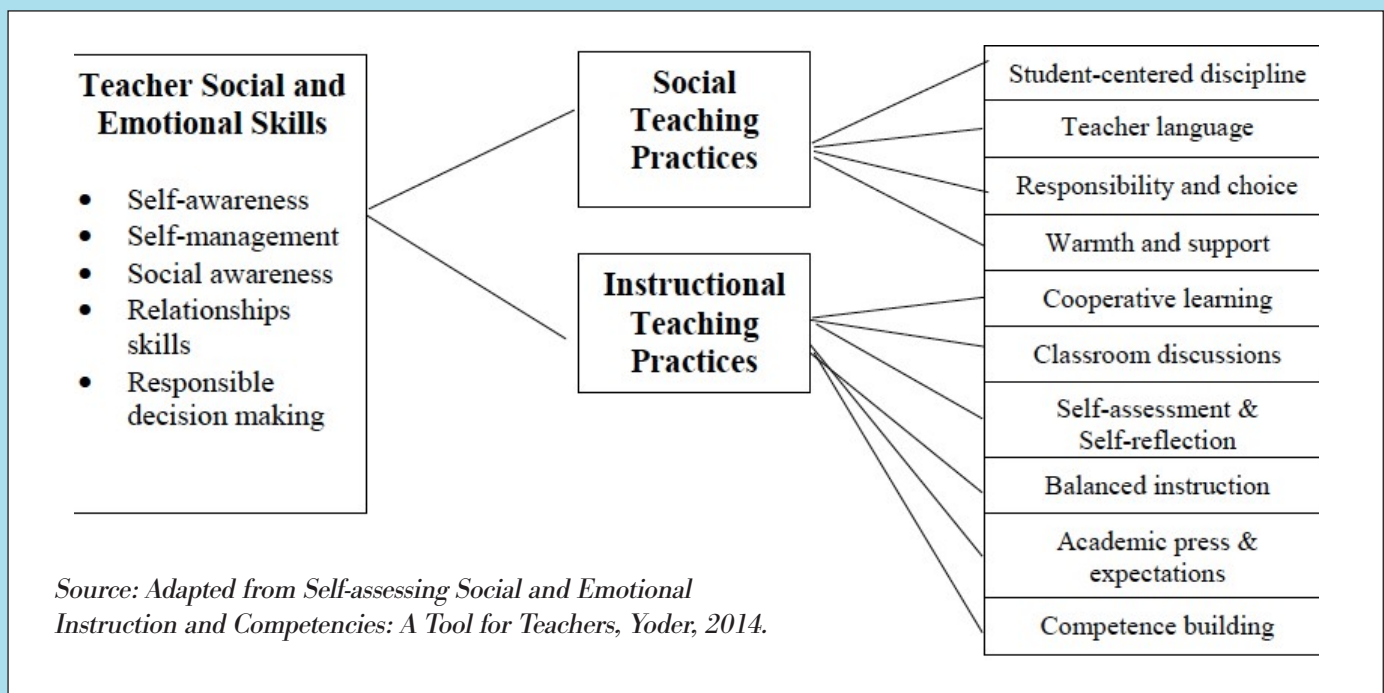 Teacher Social and
Emotional Skills
• Self-awareness
• Self-management
• Social awareness
• Relationships
skills
• Responsible
decision making
Social
Teaching
Practices
Instructional
Teaching
Practices
Student-centered discipline
Teacher language
Responsibility and choice
Warmth and support
Cooperative learning
Classroom discussions
Self-assessment &
Self-reflection
Balanced instruction
Academic press &
expectations
Competence building
Source: Adapted from Self-assessing Social and Emotional
Instruction and Competencies: A Tool for Teachers, Yoder, 2014.